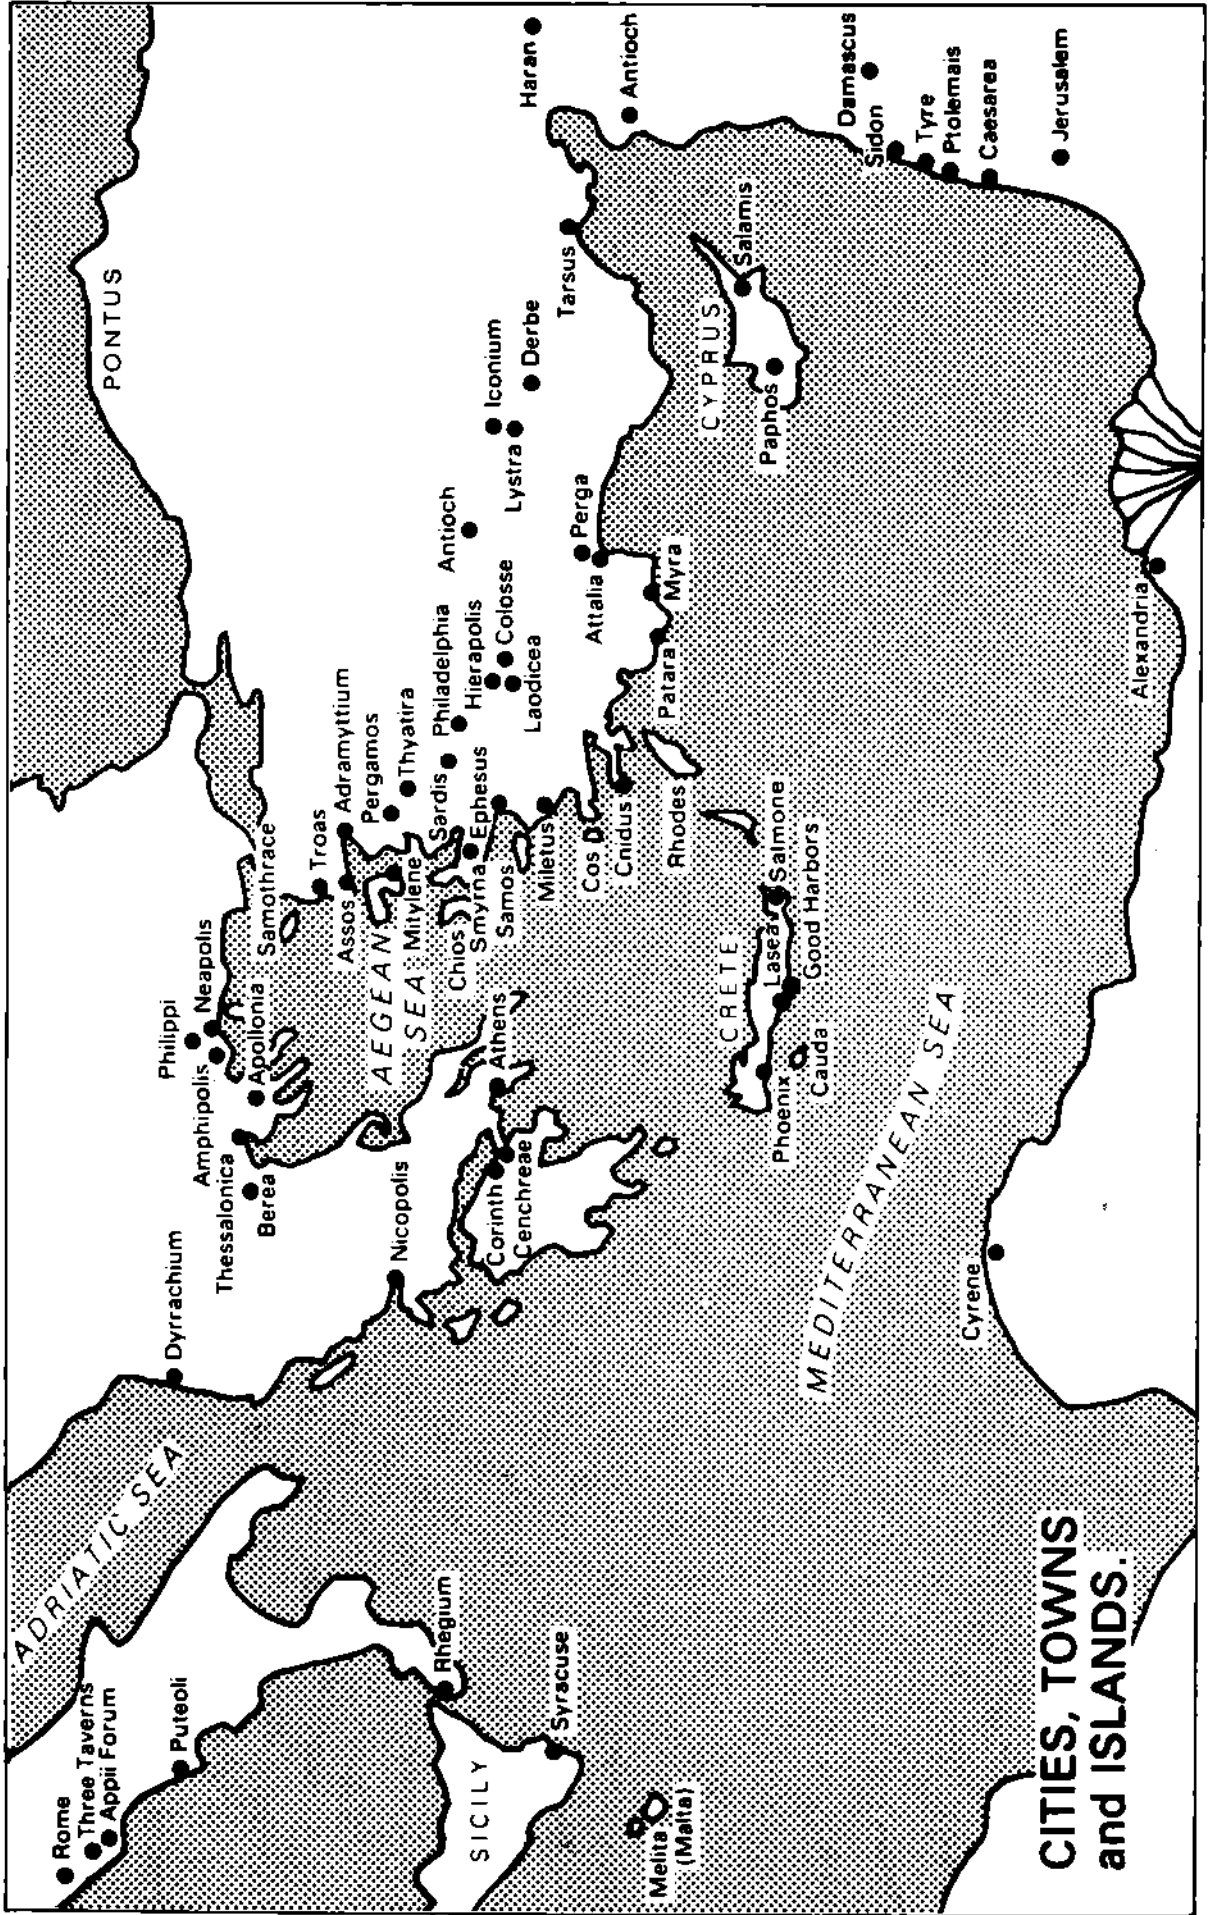 ADRIATIC SEA
Rome
Three Taverns
Appii Forum
Puteoli
Rhegium
SICILY
Syracuse
Melita
(Malta)
Dyrrachium
Philippi
Neapolis
Amphipolis
Apollonia
Thessalonica
Berea
Nicopolis
Corinth
Cenchreae
Athens
Samothrace
Troas
Assos
Adramyttium
AEGEAN
SEA
Mitylene
Pergamos
Thyatira
Chios
Smyrna
Sardis
Philadelphia
Ephesus
Samos
Hierapolis
Colosse
Laodicea
Miletus
Cos
Cnidus
Rhodes
PONTUS
Antioch
Iconium
Lystra
Derbe
Perga
Attalia
Myra
Patara
Tarsus
Haran
Antioch
CYPRUS
Salamis
Paphos
Damascus
Sidon
Tyre
Ptolemais
Caesarea
Jerusalem
CRETE
Salmone
Lasea
Good Harbors
Phoenix
Cauda
MEDITERRANEAN SEA
Cyrene
Alexandria
CITIES, TOWNS
and ISLANDS.